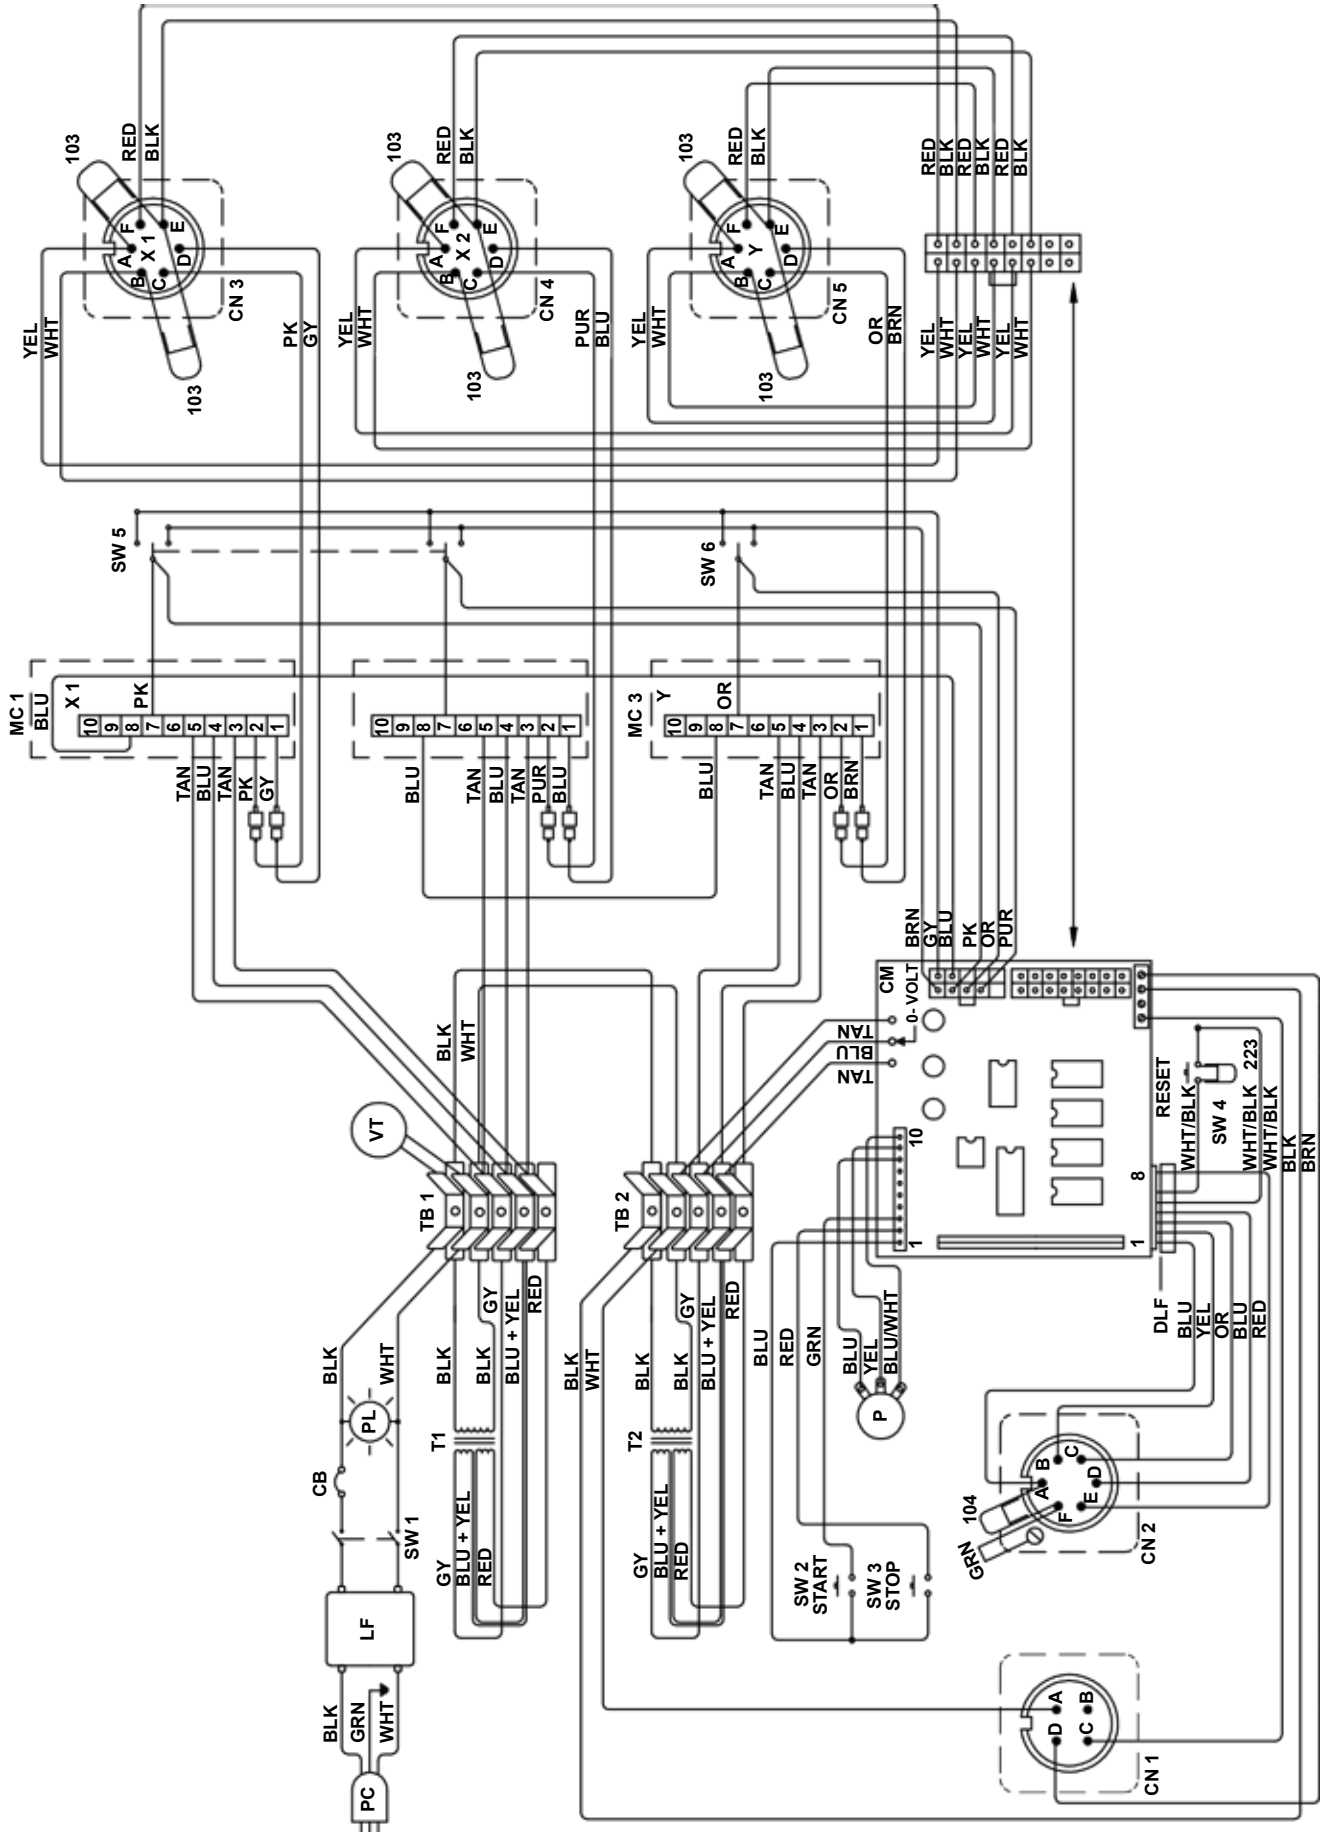 103
RED
BLK
F
E
A
X 1
D
B
C
CN 3
YEL
WHT
PK
GY
103
103
RED
BLK
F
E
A
X 2
D
B
C
CN 4
YEL
WHT
PUR
BLU
103
103
RED
BLK
F
E
A
Y
D
B
C
CN 5
YEL
WHT
OR
BRN
103
RED
BLK
RED
BLK
RED
BLK
YEL
WHT
YEL
WHT
YEL
WHT
SW 5
SW 6
MC 1
BLU
X 1
PK
10
9
8
7
6
5
4
3
2
1
TAN
BLU
TAN
PK
GY
10
9
8
7
6
5
4
3
2
1
BLU
TAN
BLU
TAN
PUR
BLU
MC 3
Y
OR
10
9
8
7
6
5
4
3
2
1
BLU
TAN
BLU
TAN
OR
BRN
BRN
GY
BLU
PK
OR
PUR
BLK
WHT
VT
TB 1
TB 2
CM
0- VOLT
TAN
BLU
TAN
10
1
8
1
RESET
WHT/BLK
SW 4
223
WHT/BLK
WHT/BLK
BLK
BRN
DLF
BLU
YEL
OR
BLU
RED
BLK
WHT
PL
CB
SW 1
LF
BLK
GRN
WHT
PC
BLK
BLK
GY
BLU + YEL
RED
T1
GY
BLU + YEL
RED
BLK
WHT
BLK
BLK
GY
BLU + YEL
RED
T2
GY
BLU + YEL
RED
BLU
RED
GRN
BLU
YEL
BLU/WHT
P
SW 2
START
SW 3
STOP
104
GRN
A
B
C
D
E
F
CN 2
A
B
C
D
CN 1